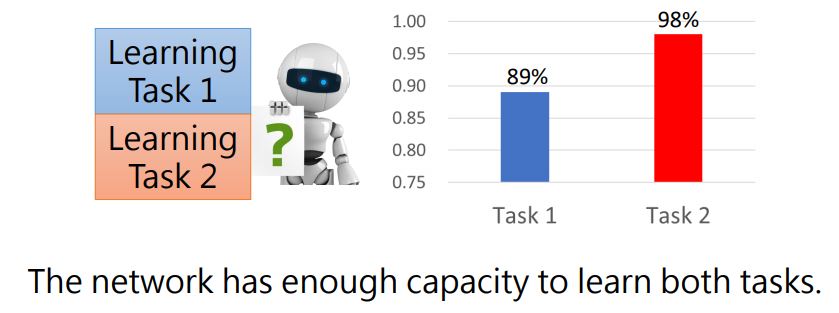 Learning
Task 1
Learning
Task 2
?
1.00
0.95
0.90
0.85
0.80
0.75
89%
98%
Task 1
Task 2
The network has enough capacity to learn both tasks.